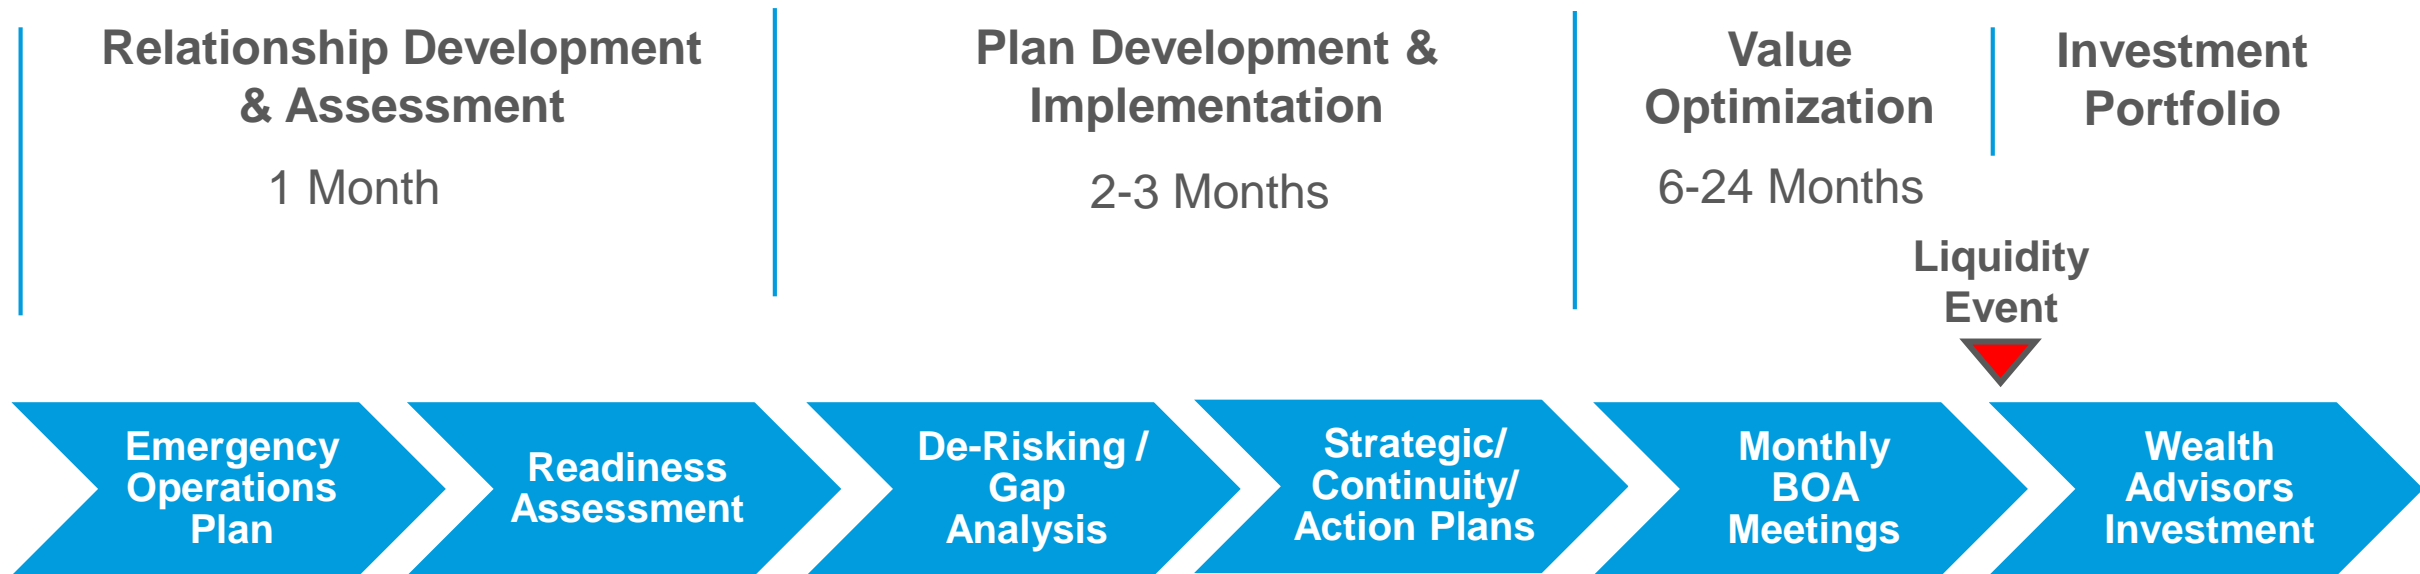 Relationship Development
& Assessment
1 Month
Plan Development &
Implementation
2-3 Months
Value
Optimization
6-24 Months
Investment
Portfolio
Liquidity
Event
Emergency
Operations
Plan
Readiness
Assessment
De-Risking /
Gap
Analysis
Strategic/
Continuity/
Action Plans
Monthly
BOA
Meetings
Wealth
Advisors
Investment